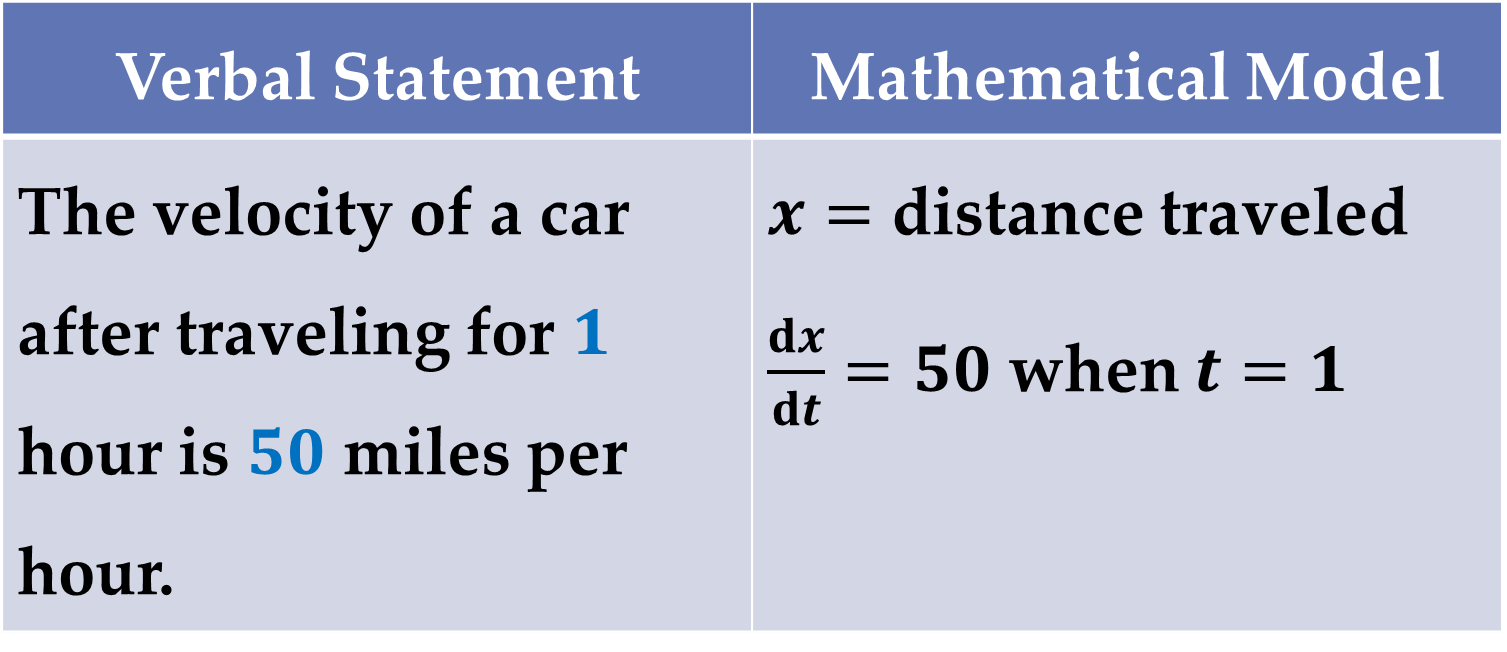 Verbal Statement
Mathematical Model
The velocity of a car
after traveling for 1
hour is 50 miles per
hour.
x = distance traveled
dx/dt = 50 when t = 1